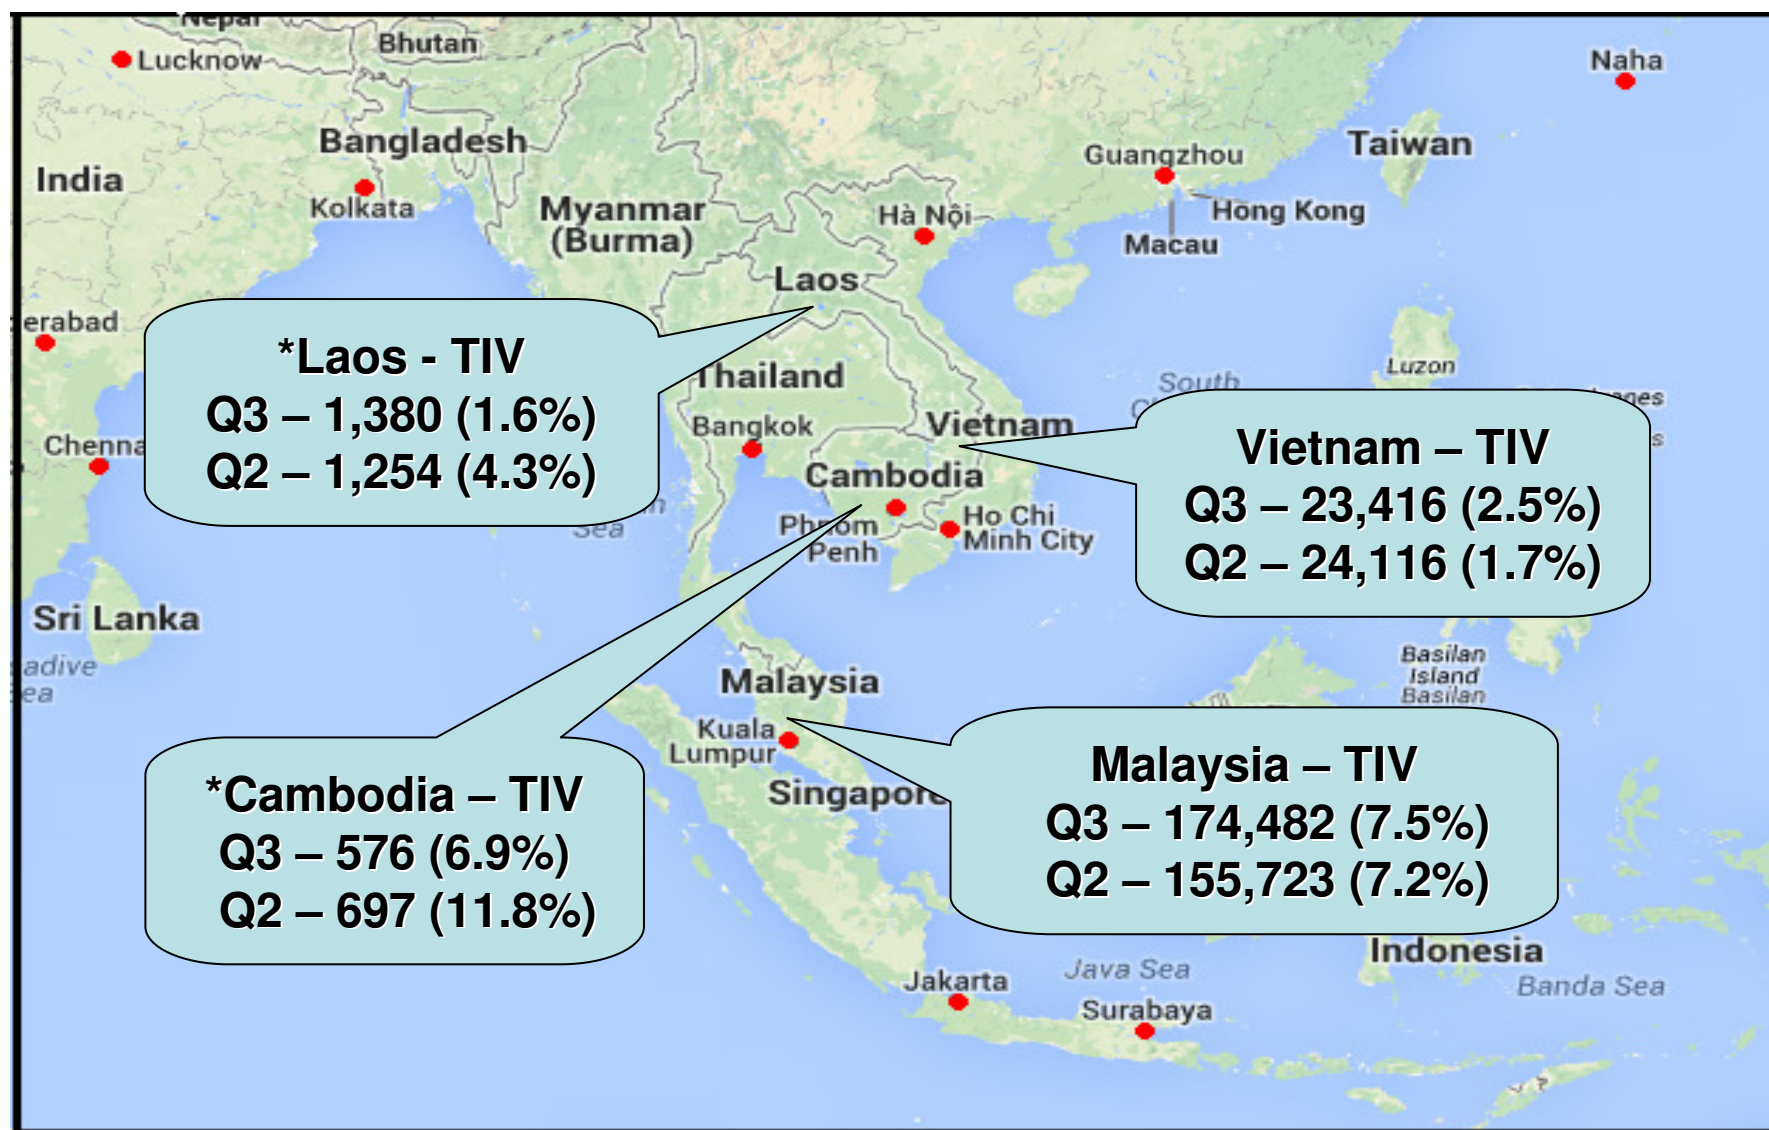 Nepal
Bhutan
Lucknow
Naha
Bangladesh
Taiwan
Guangzhou
India
Kolkata
Myanmar
(Burma)
Hà Nội
Hong Kong
Macau
Laos
erabad
*Laos - TIV
Q3 – 1,380 (1.6%)
Q2 – 1,254 (4.3%)
Thailand
Luzon
South
Bangkok
Vietnam
Chenna
Vietnam – TIV
Q3 – 23,416 (2.5%)
Q2 – 24,116 (1.7%)
Cambodia
Phnom
Penh
Ho Chi
Minh City
Sea
Sri Lanka
adive
ea
Basilan
Island
Basilan
Malaysia
Kuala
Lumpur
Singapore
*Cambodia – TIV
Q3 – 576 (6.9%)
Q2 – 697 (11.8%)
Malaysia – TIV
Q3 – 174,482 (7.5%)
Q2 – 155,723 (7.2%)
Indonesia
Java Sea
Banda Sea
Jakarta
Surabaya